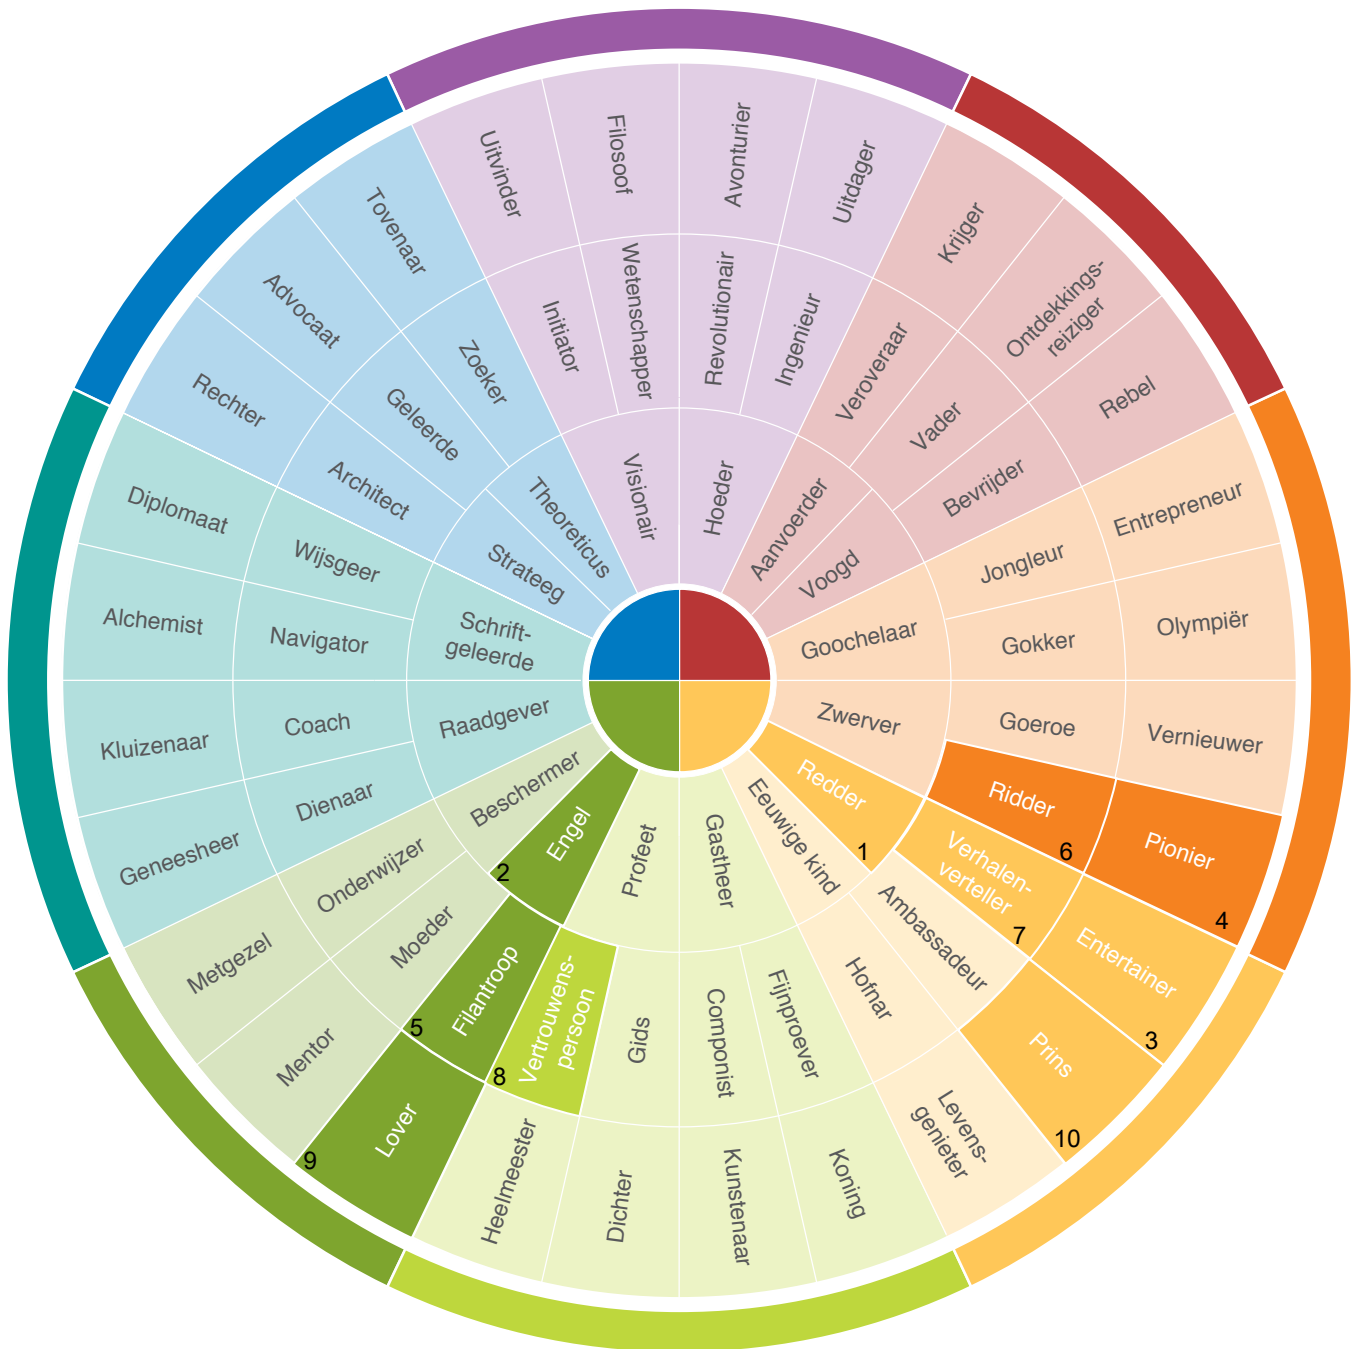 Uitvinder
Filosoof
Avonturier
Uitdager
Krijger
Ontdekkings-
reiziger
Rebel
Entrepreneur
Olympiër
Vernieuwer
Pionier
4
Entertainer
3
Prins
10
Levens-
genieter
Koning
Kunstenaar
Dichter
Heelmeester
Lover
9
Mentor
Metgezel
Geneesheer
Kluizenaar
Alchemist
Diplomaat
Rechter
Advocaat
Tovenaar
Initiator
Wetenschapper
Revolutionair
Ingenieur
Veroveraar
Vader
Bevrijder
Jongleur
Gokker
Goeroe
Ridder
6
Verhalen-
verteller
7
Ambassadeur
Hofnar
Fijnproever
Componist
Gids
Vertrouwens-
persoon
8
Filantroop
5
Moeder
Onderwijzer
Dienaar
Coach
Navigator
Wijsgeer
Architect
Geleerde
Zoeker
Visionair
Hoeder
Aanvoerder
Voogd
Goochelaar
Zwerver
Redder
1
Eeuwige kind
Gastheer
Profeet
Engel
2
Beschermer
Raadgever
Schrift-
geleerde
Strateeg
Theoreticus